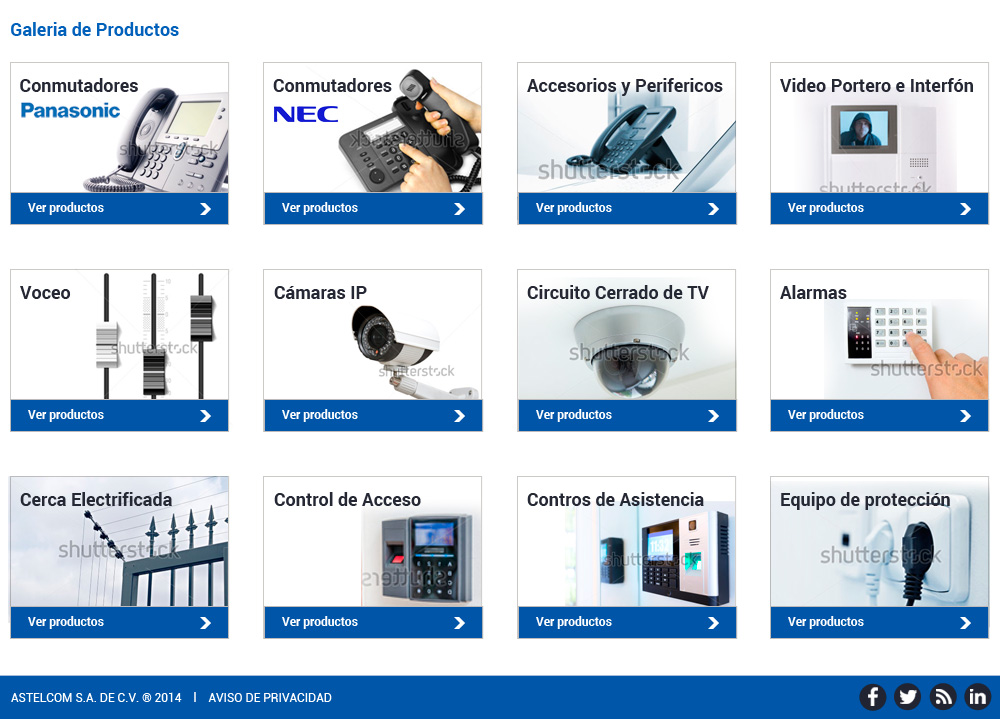 Galeria de Productos
Conmutadores
Panasonic
shutterstock
Ver productos
Conmutadores
NEC
shutterstock
Ver productos
Accesorios y Perifericos
shutterstock
Ver productos
Video Portero e Interfón
shutterstock
Ver productos
Voceo
shutterstock
Ver productos
Cámaras IP
shutterstock
Ver productos
Circuito Cerrado de TV
shutterstock
Ver productos
Alarmas
shutterstock
Ver productos
Cerca Electrificada
shutterstock
Ver productos
Control de Acceso
shutterstock
Ver productos
Contros de Asistencia
shutterstock
Ver productos
Equipo de protección
shutterstock
Ver productos
ASTELCOM S.A. DE C.V. ® 2014 | AVISO DE PRIVACIDAD